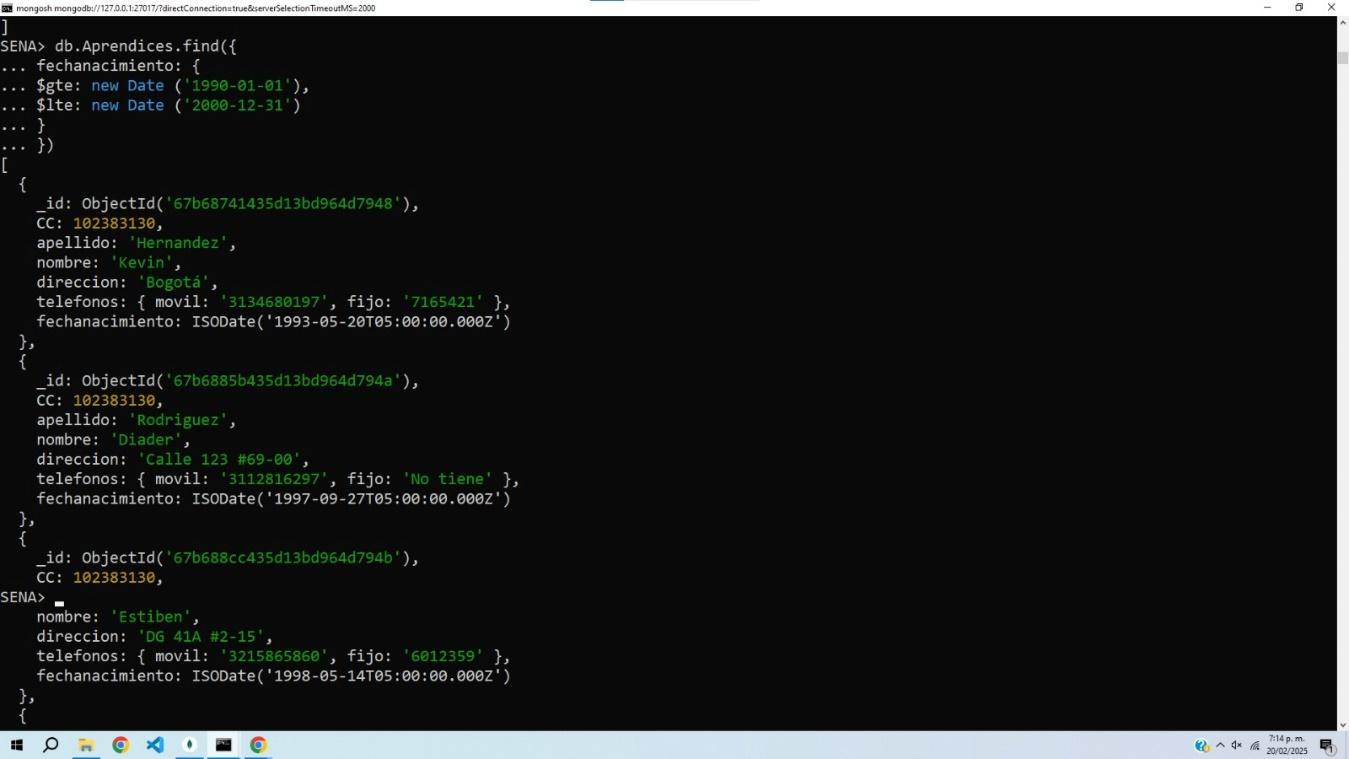 mongosh mongodb://127.0.0.1:27017/?directConnection=true&serverSelectionTimeoutMS=2000
]
SENA> db.Aprendices.find({
... fechanacimiento: {
... $gte: new Date ('1990-01-01'),
... $lte: new Date ('2000-12-31')
... }
... })
[
  {
    _id: ObjectId('67b68741435d13bd964d7948'),
    CC: 102383130,
    apellido: 'Hernandez',
    nombre: 'Kevin',
    direccion: 'Bogotá',
    telefonos: { movil: '3134680197', fijo: '7165421' },
    fechanacimiento: ISODate('1993-05-20T05:00:00.000Z')
  },
  {
    _id: ObjectId('67b6885b435d13bd964d794a'),
    CC: 102383130,
    apellido: 'Rodriguez',
    nombre: 'Diader',
    direccion: 'Calle 123 #69-00',
    telefonos: { movil: '3112816297', fijo: 'No tiene' },
    fechanacimiento: ISODate('1997-09-27T05:00:00.000Z')
  },
  {
    _id: ObjectId('67b688cc435d13bd964d794b'),
    CC: 102383130,
SENA> _
    nombre: 'Estiben',
    direccion: 'DG 41A #2-15',
    telefonos: { movil: '3215865860', fijo: '6012359' },
    fechanacimiento: ISODate('1998-05-14T05:00:00.000Z')
  },
  {
7:14 p. m.
20/02/2025
1